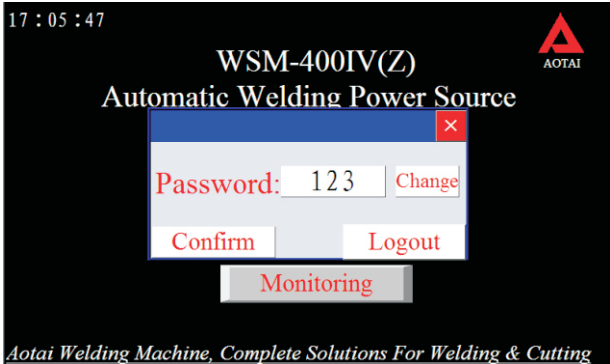 17:05:47
AOTAI
WSM-400IV(Z)
Automatic Welding Power Source
×
Password: 123 Change
Confirm Logout
Monitoring
Aotai Welding Machine, Complete Solutions For Welding & Cutting